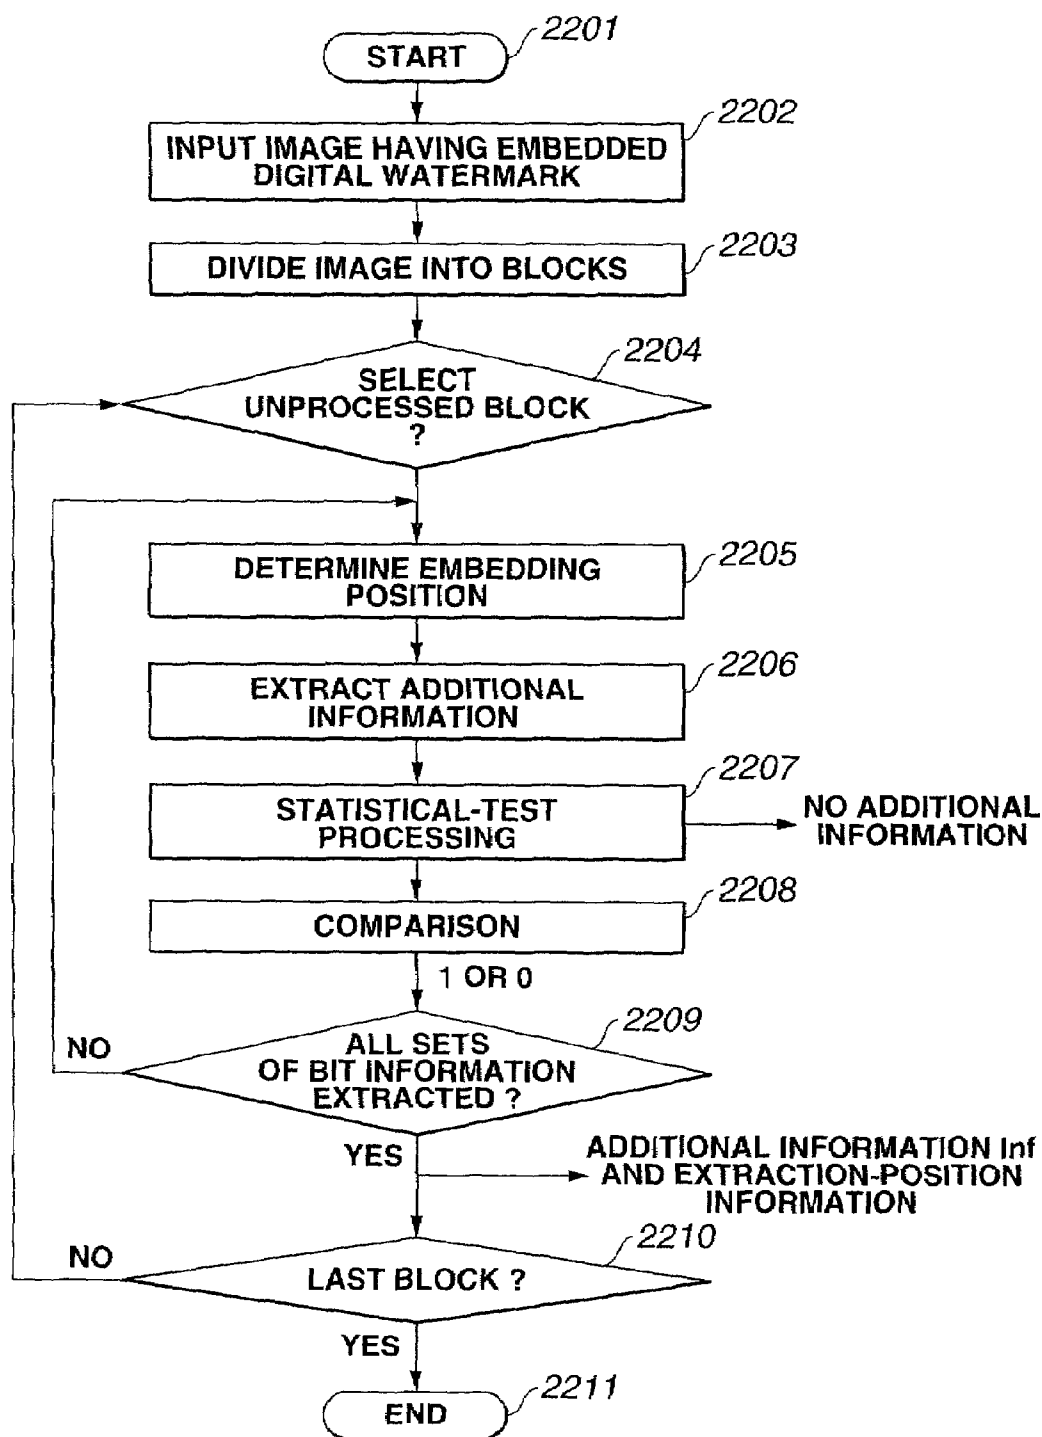 2201
START
2202
INPUT IMAGE HAVING EMBEDDED
DIGITAL WATERMARK
2203
DIVIDE IMAGE INTO BLOCKS
2204
SELECT
UNPROCESSED BLOCK
?
2205
DETERMINE EMBEDDING
POSITION
2206
EXTRACT ADDITIONAL
INFORMATION
2207
STATISTICAL-TEST
PROCESSING
NO ADDITIONAL
INFORMATION
2208
COMPARISON
1 OR 0
2209
NO
ALL SETS
OF BIT INFORMATION
EXTRACTED ?
YES
ADDITIONAL INFORMATION Inf
AND EXTRACTION-POSITION
INFORMATION
2210
NO
LAST BLOCK ?
YES
2211
END